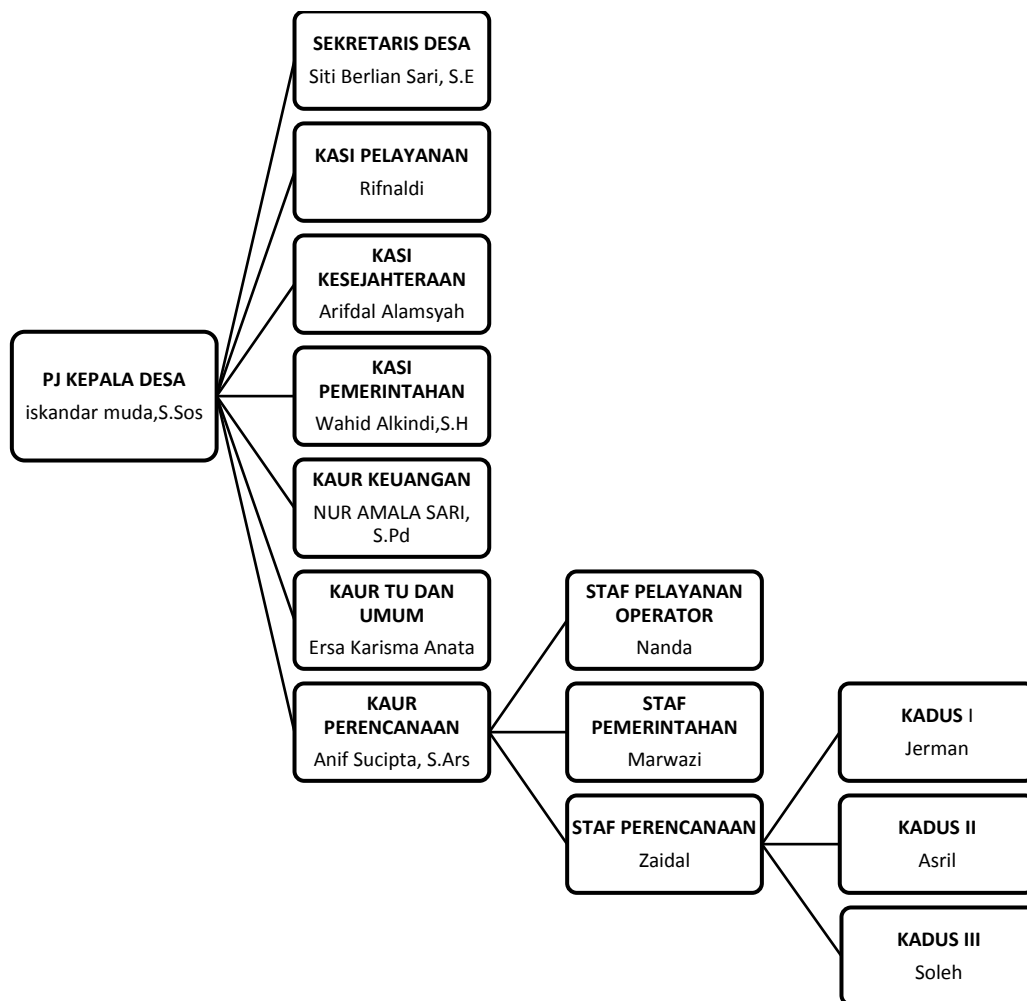 SEKRETARIS DESA
Siti Berlian Sari, S.E
KASI PELAYANAN
Rifnaldi
KASI
KESEJAHTERAAN
Arifdal Alamsyah
PJ KEPALA DESA
iskandar muda,S.Sos
KASI
PEMERINTAHAN
Wahid Alkindi,S.H
KAUR KEUANGAN
NUR AMALA SARI,
S.Pd
KAUR TU DAN
UMUM
Ersa Karisma Anata
KAUR
PERENCANAAN
Anif Sucipta, S.Ars
STAF PELAYANAN
OPERATOR
Nanda
STAF
PEMERINTAHAN
Marwazi
STAF PERENCANAAN
Zaidal
KADUS I
Jerman
KADUS II
Asril
KADUS III
Soleh